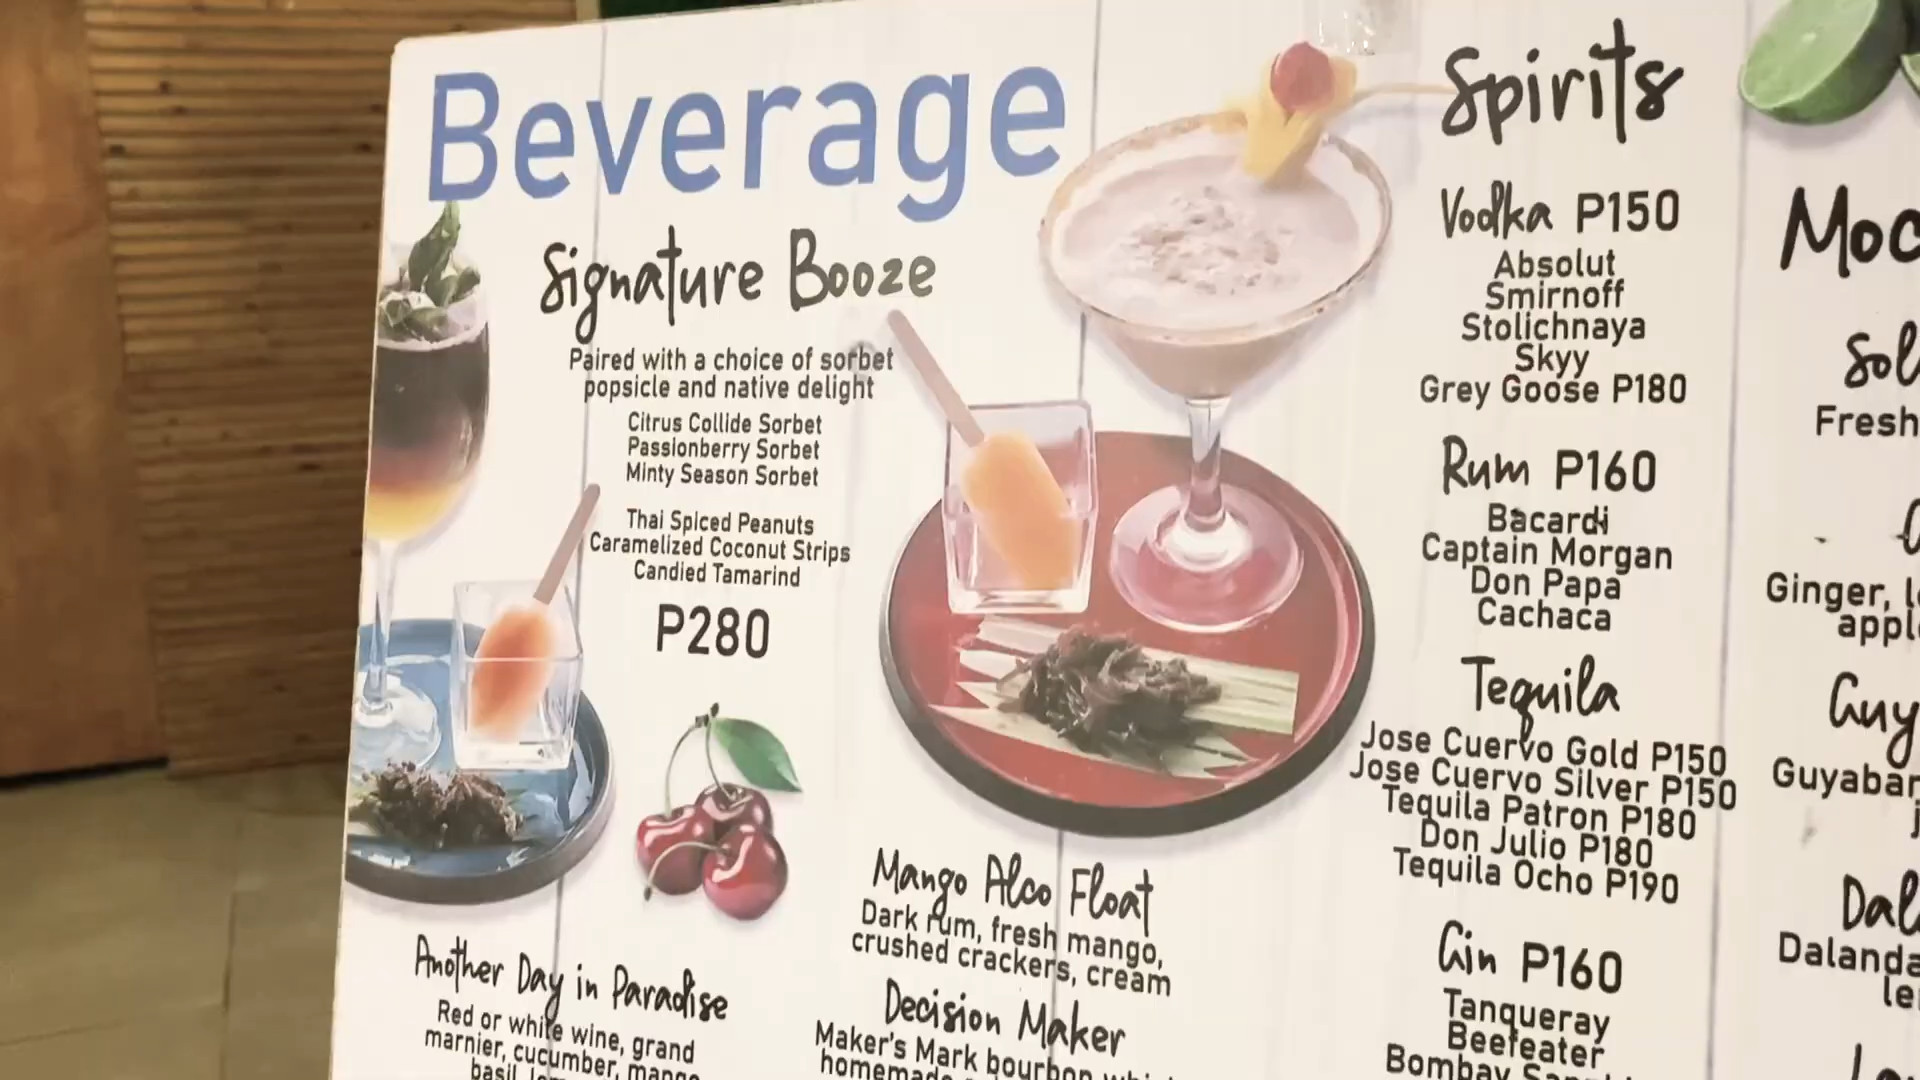 Beverage
Signature Booze
Paired with a choice of sorbet
popsicle and native delight
Citrus Collide Sorbet
Passionberry Sorbet
Minty Season Sorbet
Thai Spiced Peanuts
Caramelized Coconut Strips
Candied Tamarind
P280
Another Day in Paradise
Red or white wine, grand
marnier, cucumber, mango
basil,
Mango Alco Float
Dark rum, fresh mango,
crushed crackers, cream
Decision Maker
Maker's Mark bourbon
homemade
Spirits
Vodka P150
Absolut
Smirnoff
Stolichnaya
Skyy
Grey Goose P180
Rum P160
Bacardi
Captain Morgan
Don Papa
Cachaca
Tequila
Jose Cuervo Gold P150
Jose Cuervo Silver P150
Tequila Patron P180
Don Julio P180
Tequila Ocho P190
Gin P160
Tanqueray
Beefeater
Bombay
Fresh
Ginger,